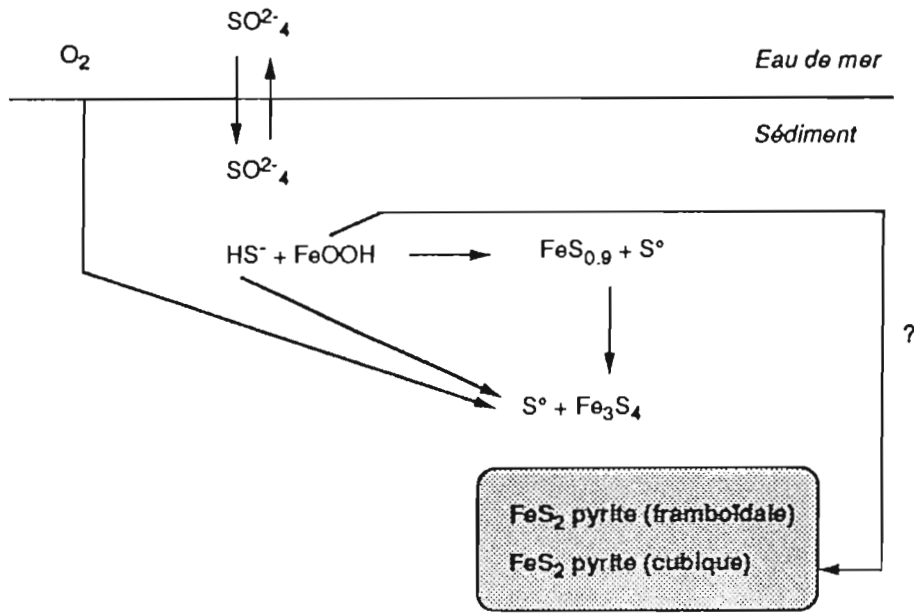 SO²⁻₄
O₂
Eau de mer
Sédiment
SO²⁻₄
HS⁻ + FeOOH
FeS₀.₉ + S°
?
S° + Fe₃S₄
FeS₂ pyrite (framboïdale)
FeS₂ pyrite (cubique)